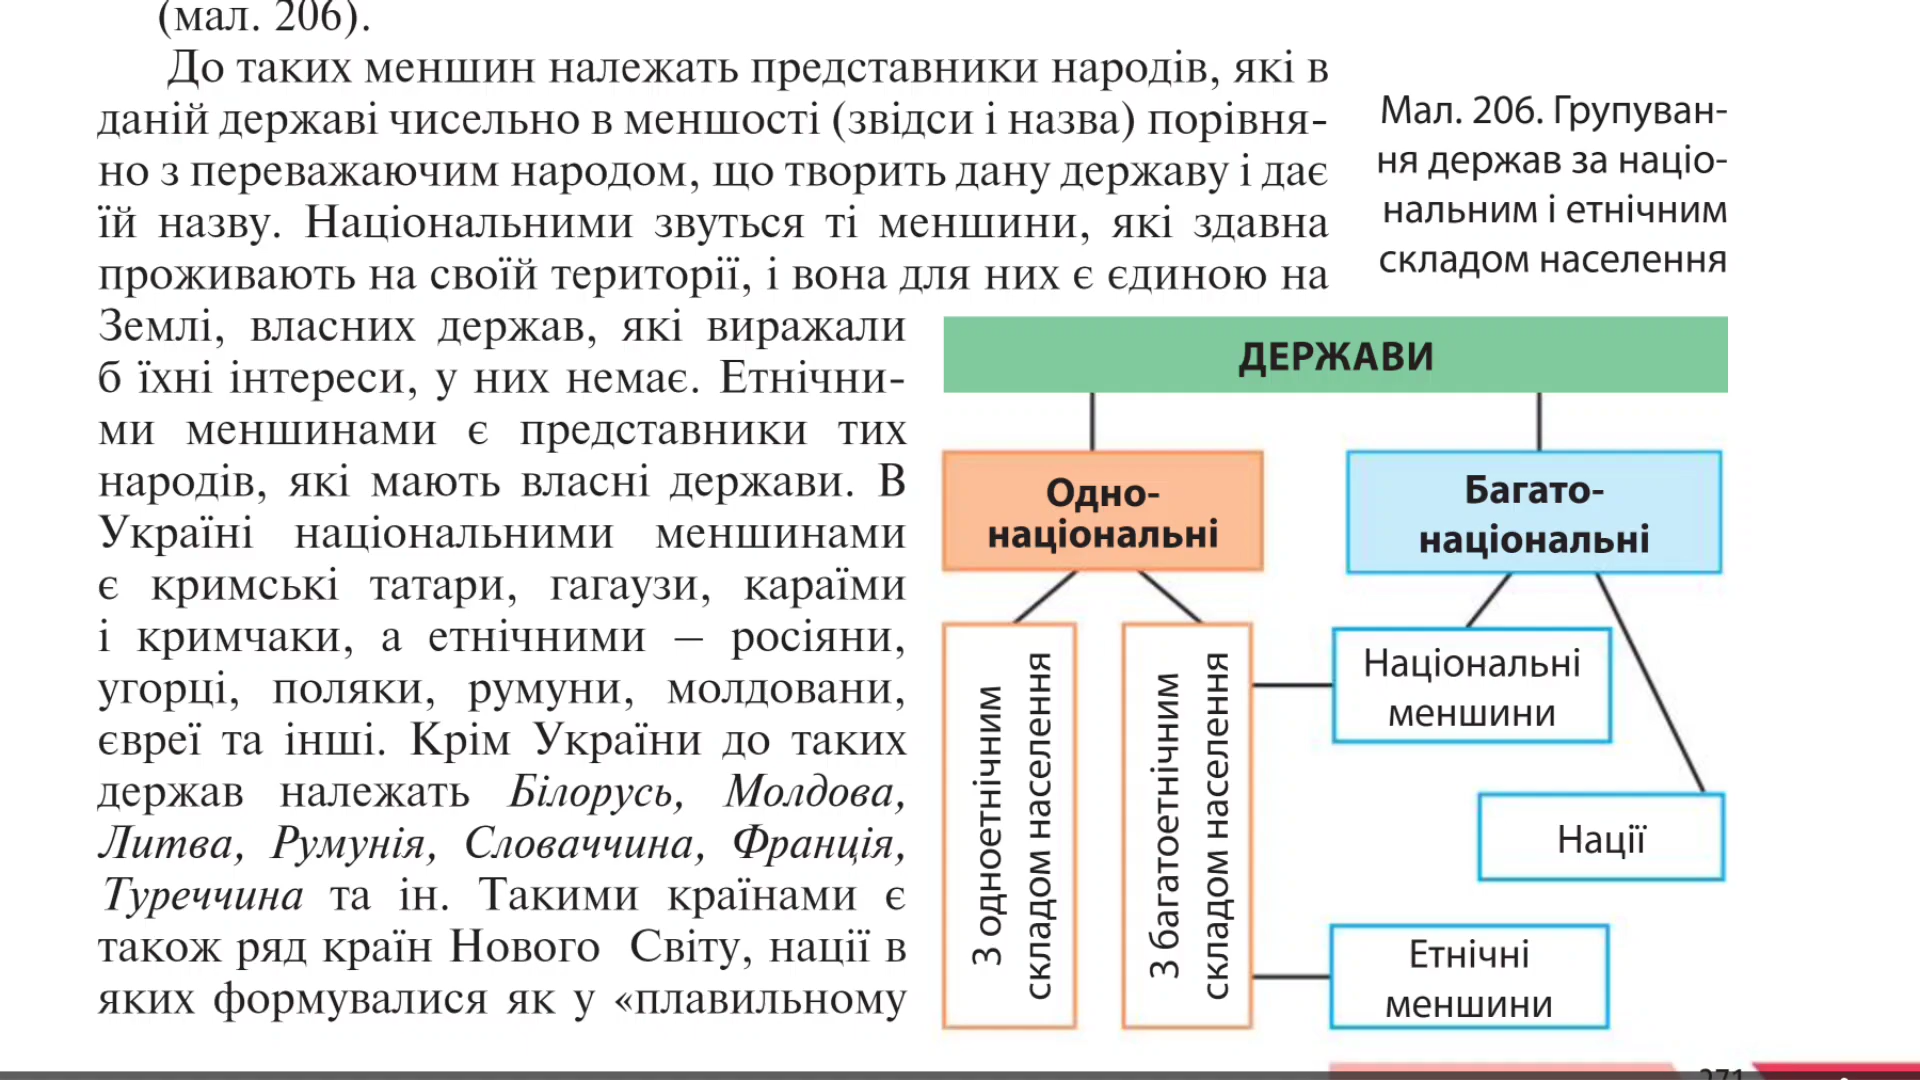 (мал. 206).
До таких меншин належать представники народів, які в
даній державі чисельно в меншості (звідси і назва) порівня-
но з переважаючим народом, що творить дану державу і дає
їй назву. Національними звуться ті меншини, які здавна
проживають на своїй території, і вона для них є єдиною на
Землі, власних держав, які виражали
б їхні інтереси, у них немає. Етнічни-
ми меншинами є представники тих
народів, які мають власні держави. В
Україні національними меншинами
є кримські татари, гагаузи, караїми
і кримчаки, а етнічними – росіяни,
угорці, поляки, румуни, молдовани,
євреї та інші. Крім України до таких
держав належать Білорусь, Молдова,
Литва, Румунія, Словаччина, Франція,
Туреччина та ін. Такими країнами є
також ряд країн Нового Світу, нації в
яких формувалися як у «плавильному
Мал. 206. Групуван-
ня держав за націо-
нальним і етнічним
складом населення
ДЕРЖАВИ
Одно-
національні
Багато-
національні
З одноетнічним
складом населення
З багатоетнічним
складом населення
Національні
меншини
Нації
Етнічні
меншини
271